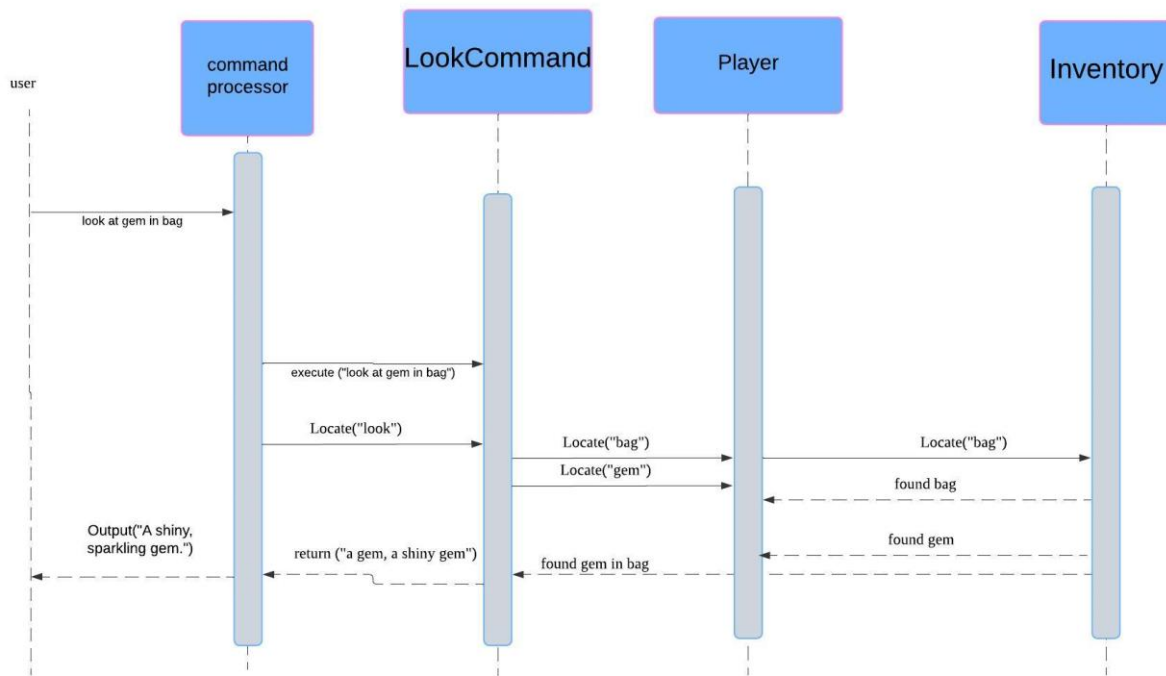 user
command
processor
LookCommand
Player
Inventory
look at gem in bag
execute ("look at gem in bag")
Locate("look")
Locate("bag")
Locate("bag")
Locate("gem")
found bag
Output("A shiny,
sparkling gem.")
return ("a gem, a shiny gem")
found gem
found gem in bag